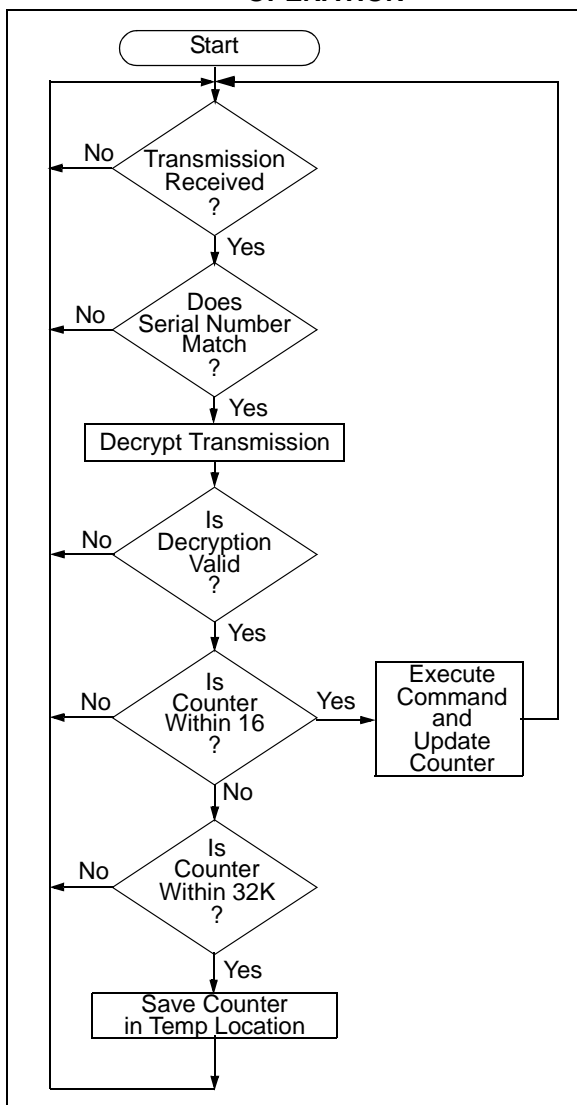 Start
No
Transmission
Received
?
Yes
No
Does
Serial Number
Match
?
Yes
Decrypt Transmission
No
Is
Decryption
Valid
?
Yes
No
Is
Counter
Within 16
?
Yes
Execute
Command
and
Update
Counter
No
No
Is
Counter
Within 32K
?
Yes
Save Counter
in Temp Location